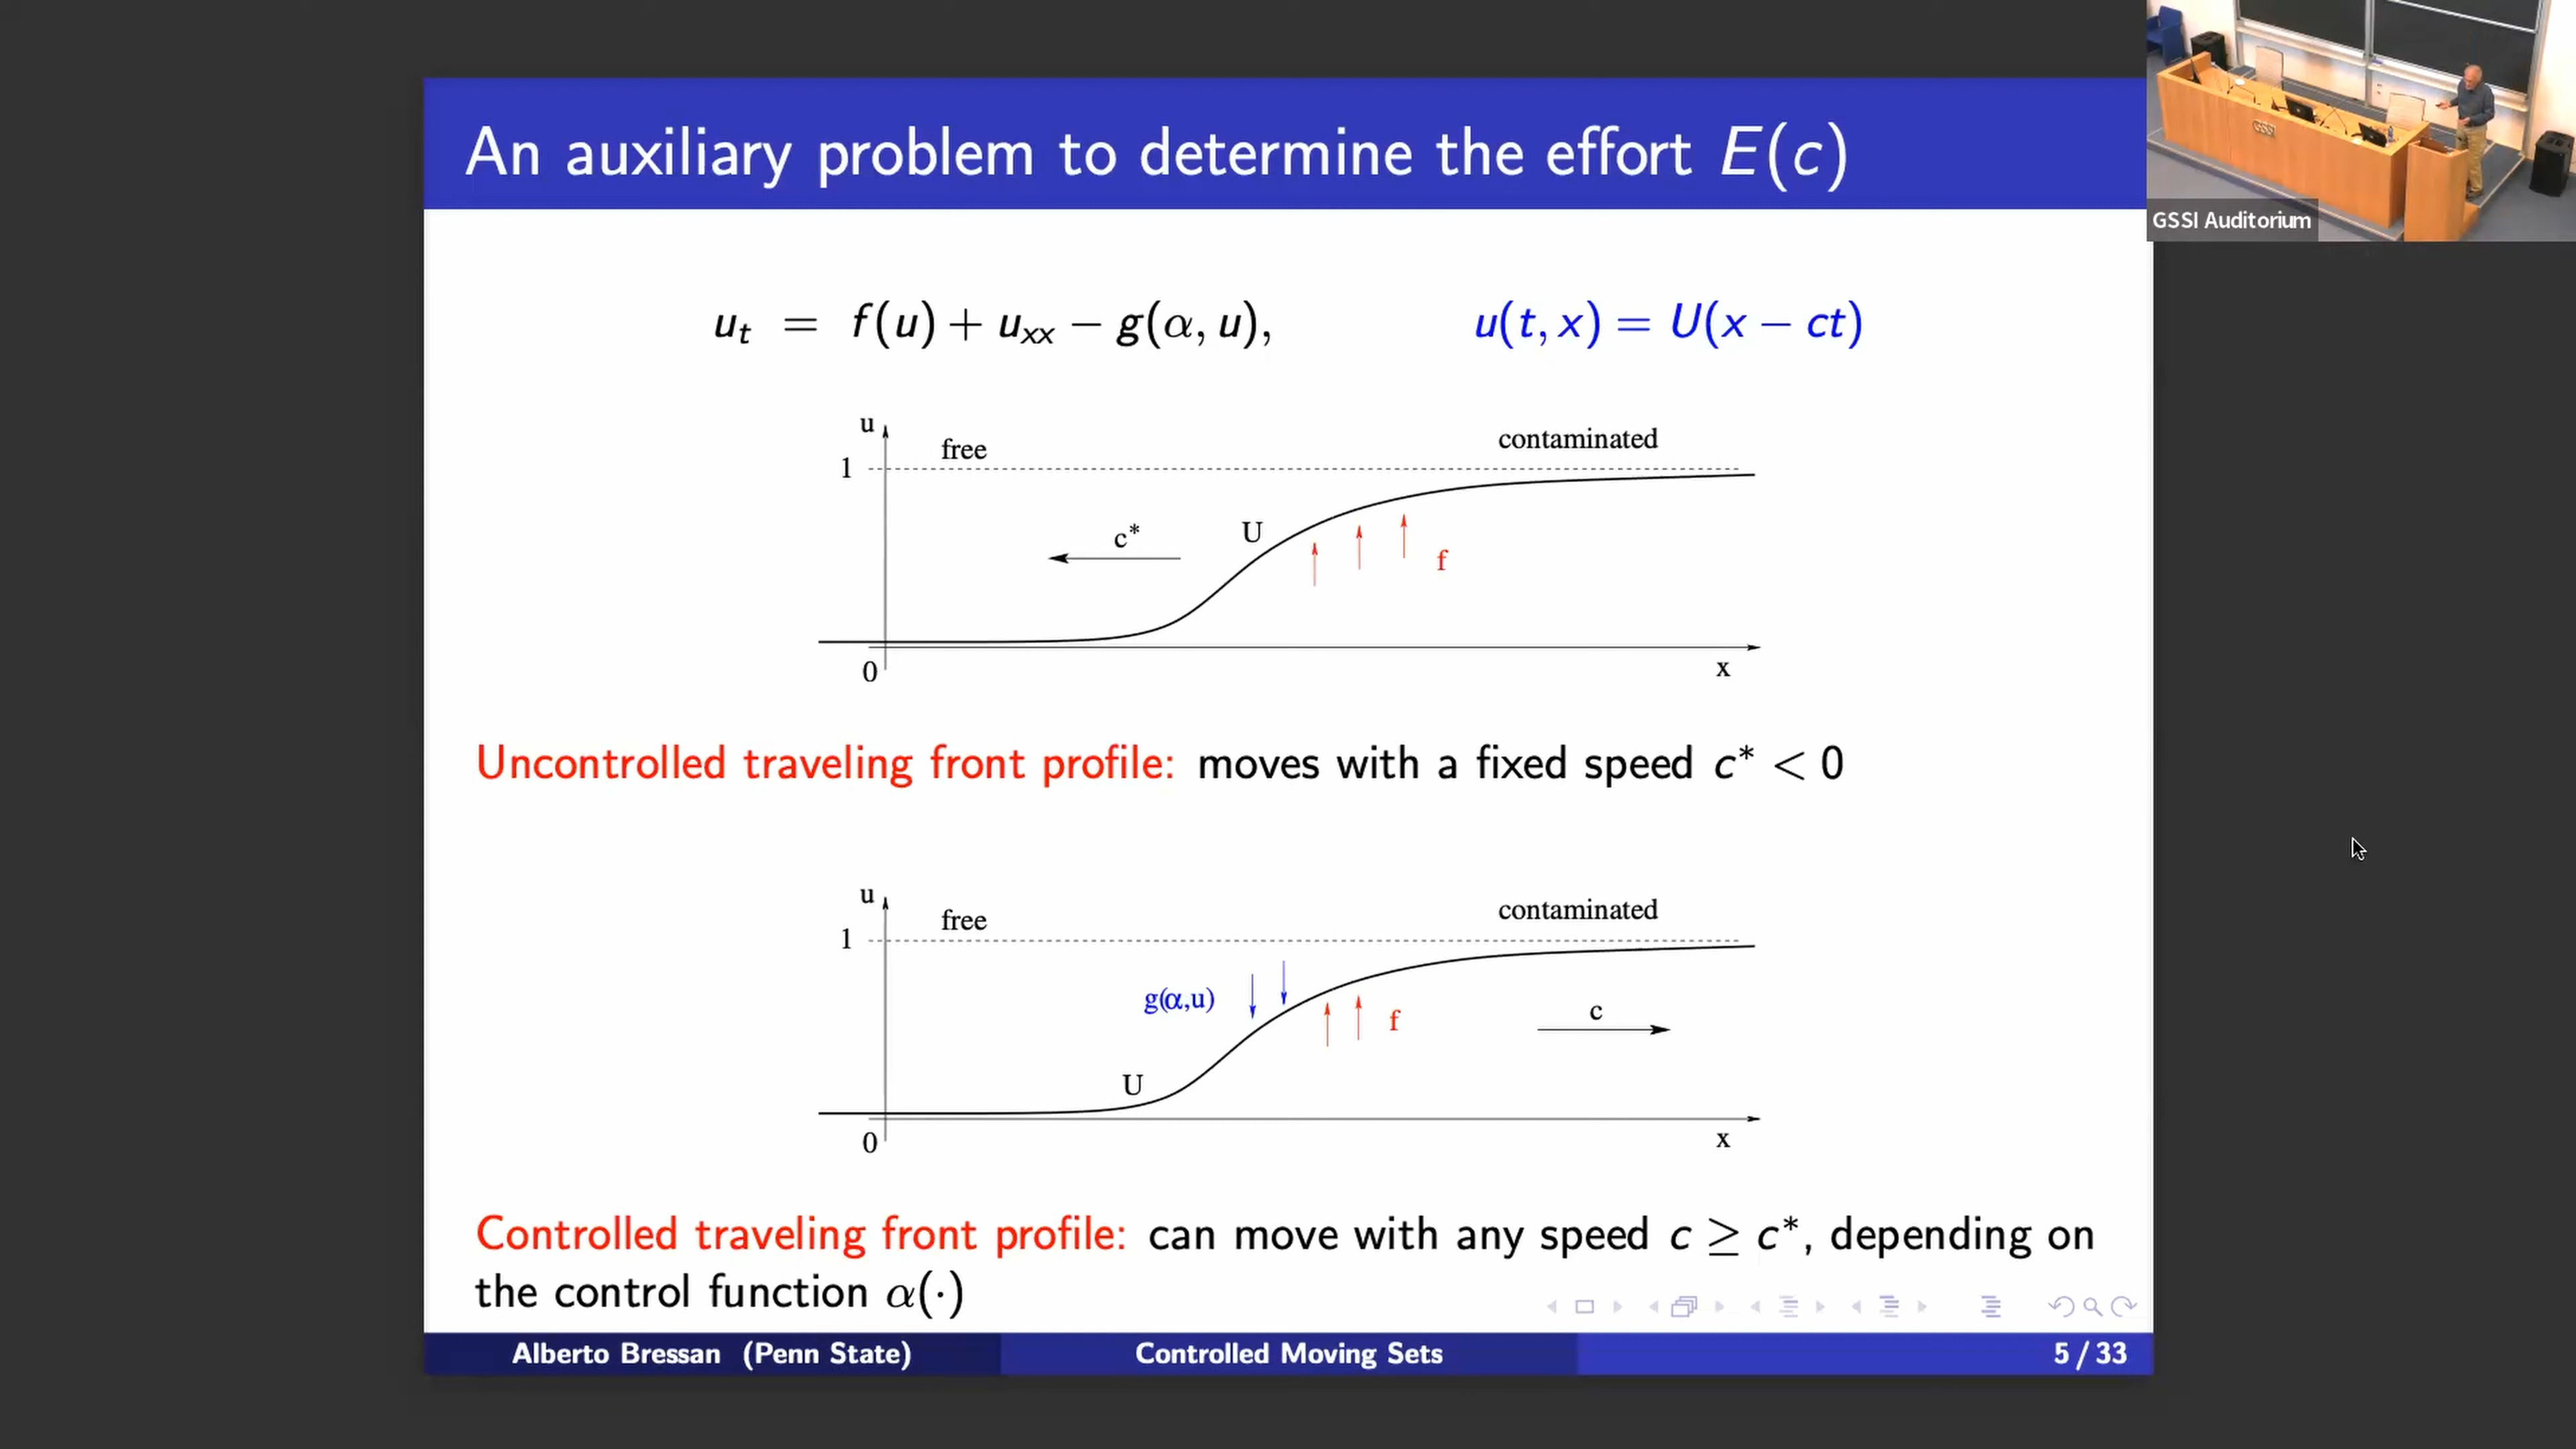 An auxiliary problem to determine the effort E(c)
GSSI
GSSI Auditorium
u_t = f(u) + u_xx − g(α, u), u(t, x) = U(x − ct)
u
free
contaminated
1
c*
U
f
0
x
Uncontrolled traveling front profile: moves with a fixed speed c* < 0
u
free
contaminated
1
g(α,u)
f
c
U
0
x
Controlled traveling front profile: can move with any speed c ≥ c*, depending on
the control function α(·)
Alberto Bressan (Penn State) Controlled Moving Sets 5 / 33